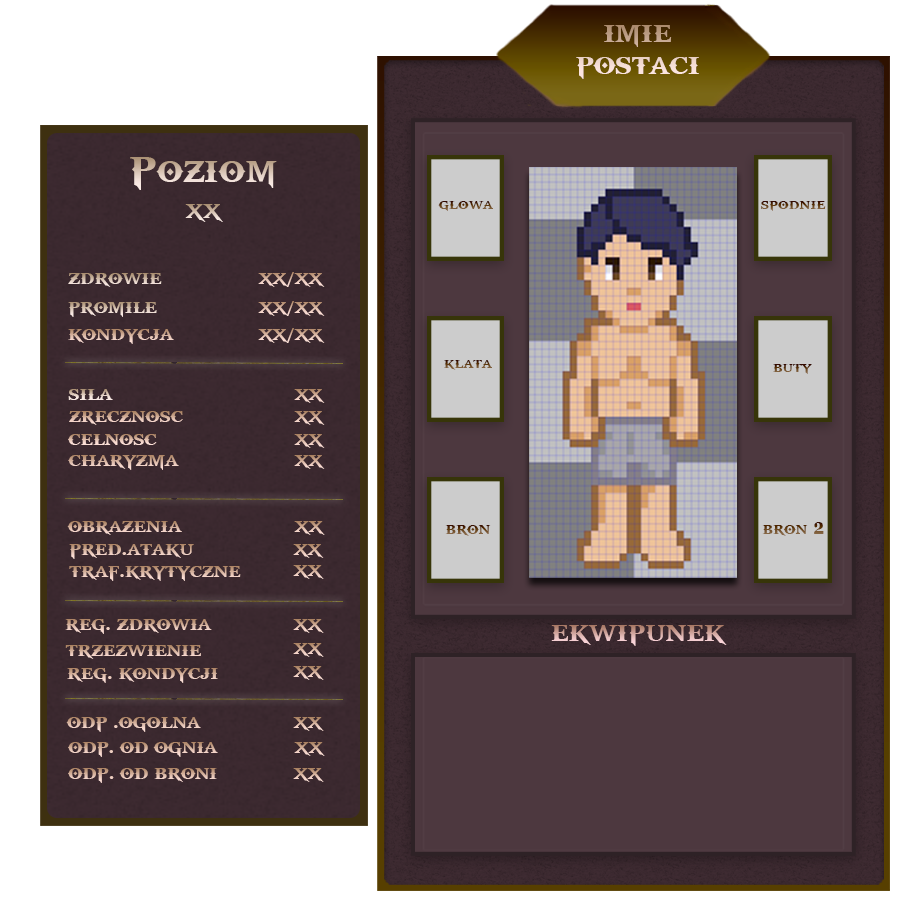 Poziom
XX
ZDROWIE XX/XX
PROMILE XX/XX
KONDYCJA XX/XX
SILA XX
ZRECZNOSC XX
CELNOSC XX
CHARYZMA XX
OBRAZENIA XX
PRED.ATAKU XX
TRAF.KRYTYCZNE XX
REG. ZDROWIA XX
TRZEZWIENIE XX
REG. KONDYCJI XX
ODP .OGOLNA XX
ODP. OD OGNIA XX
ODP. OD BRONI XX
IMIE
POSTACI
GLOWA
SPODNIE
KLATA
BUTY
BRON
BRON 2
EKWIPUNEK